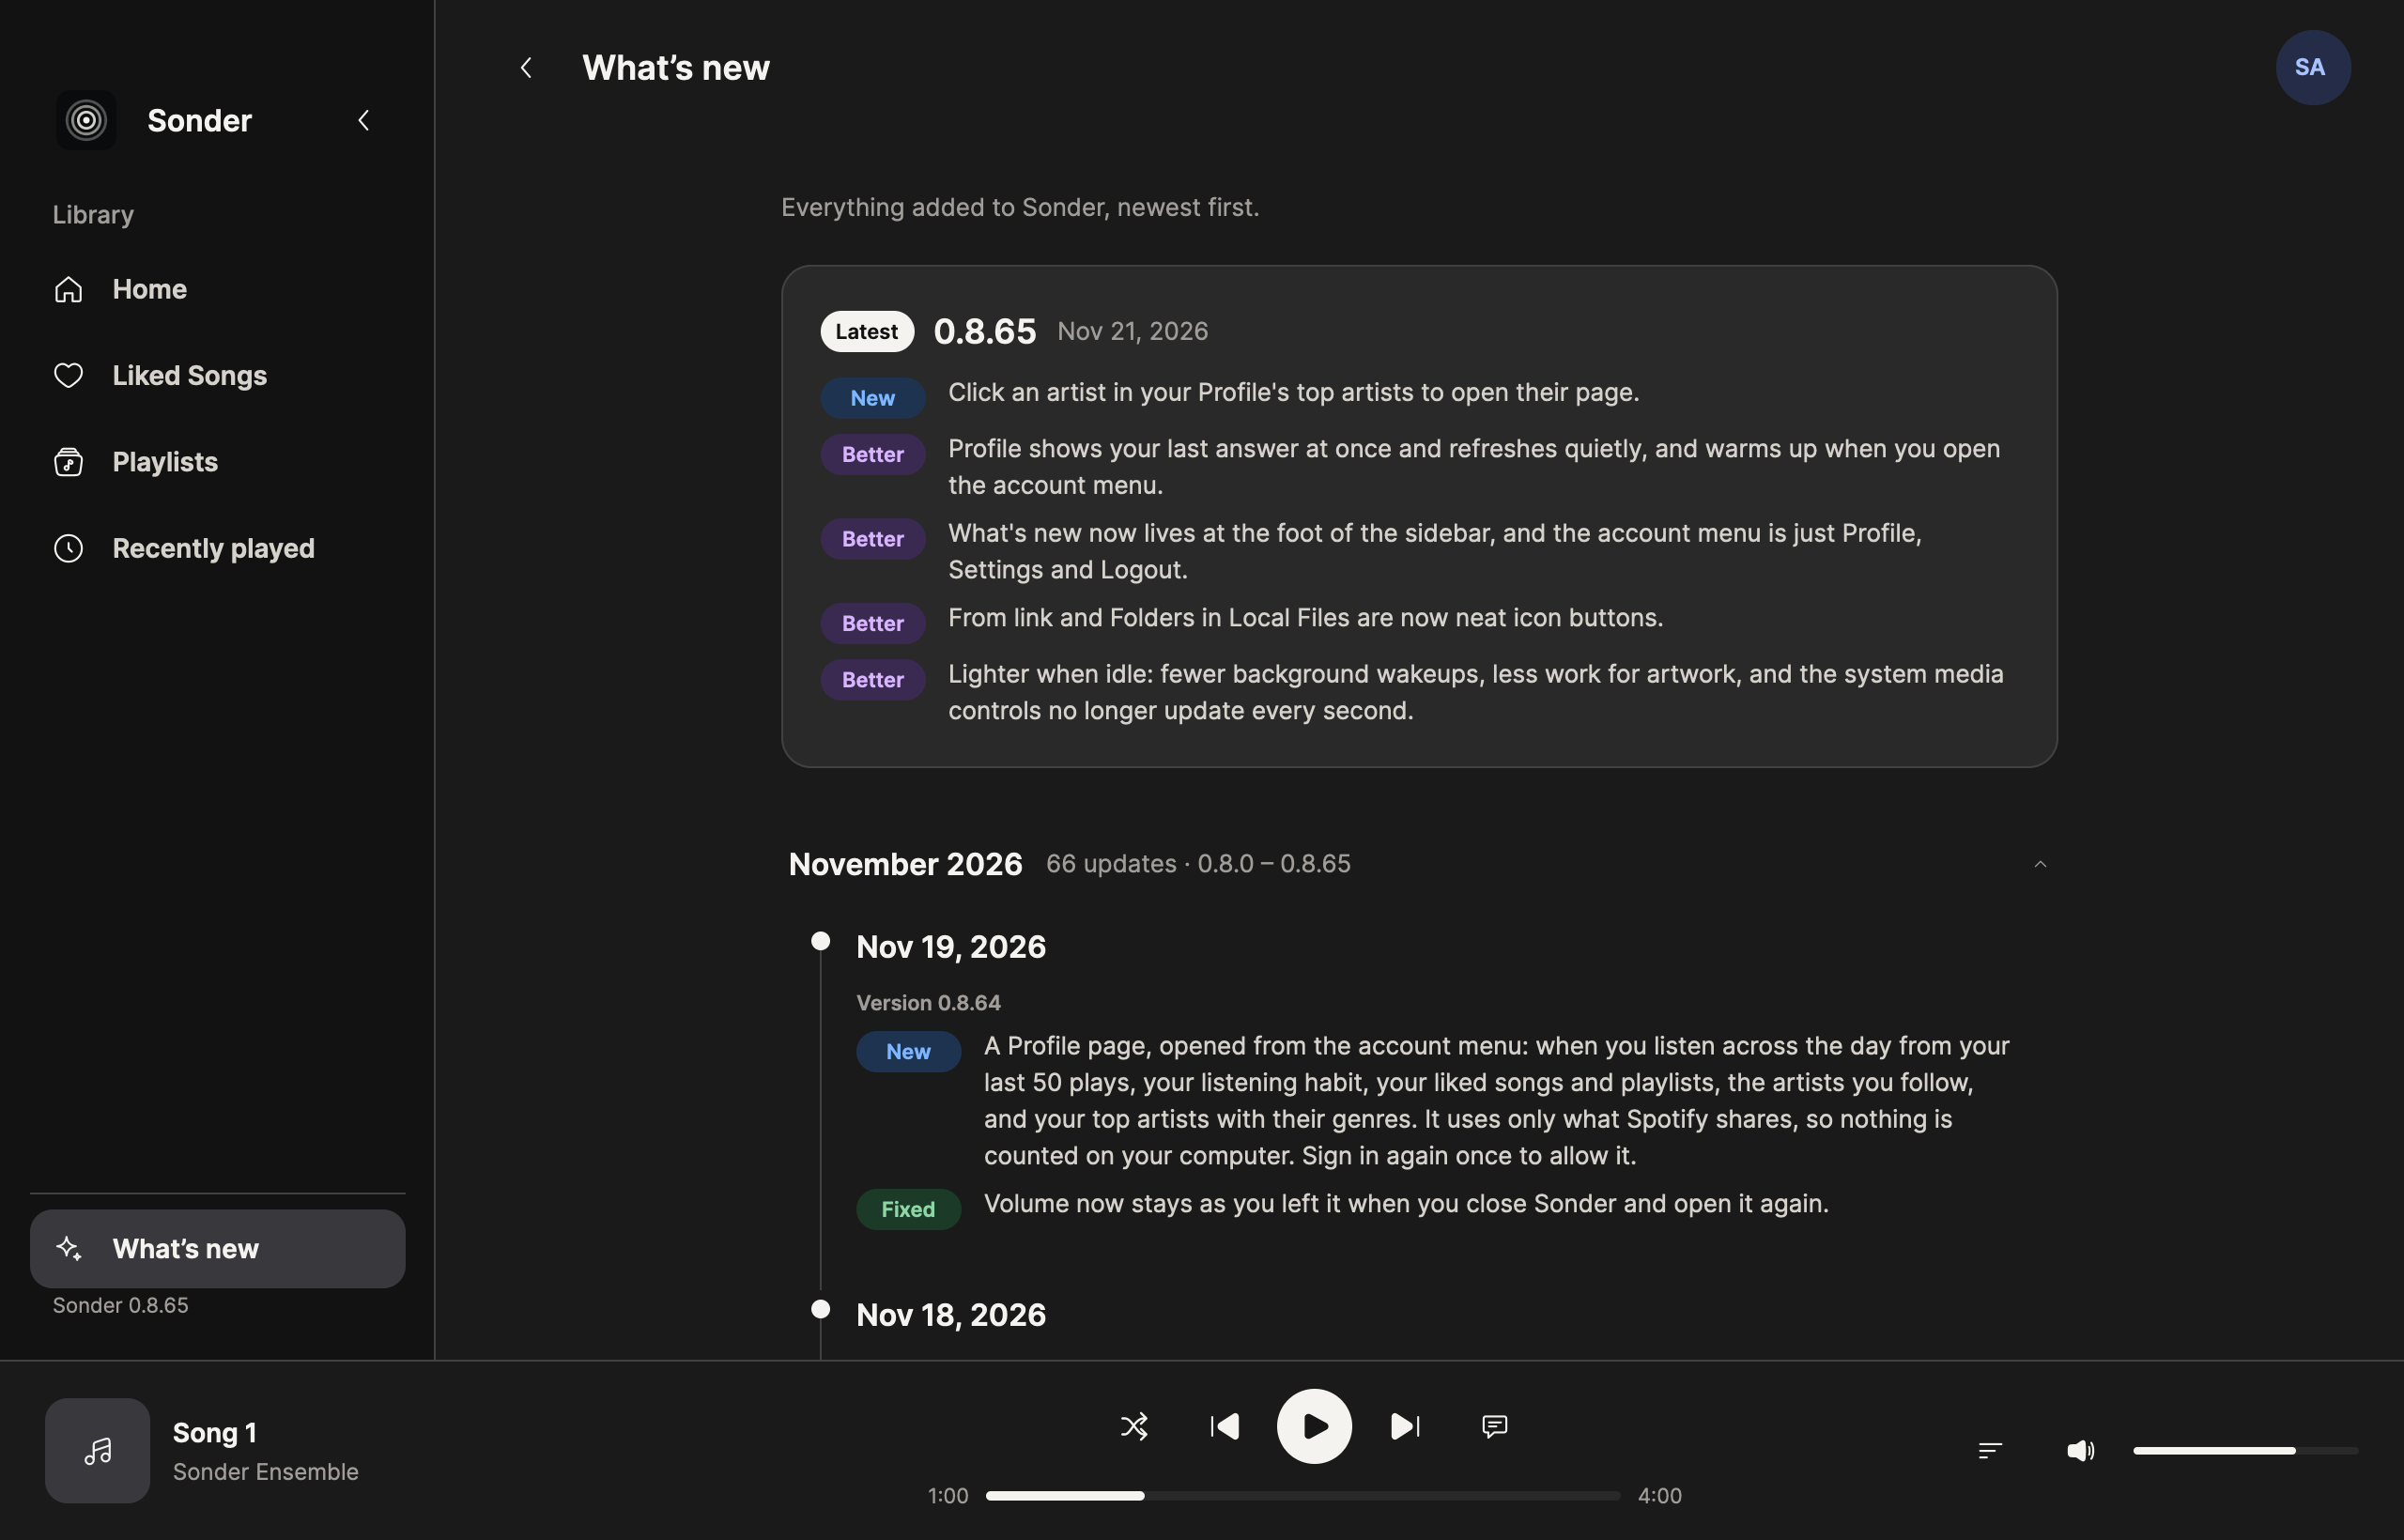 Sonder
Library
Home
Liked Songs
Playlists
Recently played
What’s new
Sonder 0.8.65
What’s new
SA
Everything added to Sonder, newest first.
Latest 0.8.65 Nov 21, 2026
New Click an artist in your Profile's top artists to open their page.
Better Profile shows your last answer at once and refreshes quietly, and warms up when you open
the account menu.
Better What's new now lives at the foot of the sidebar, and the account menu is just Profile,
Settings and Logout.
Better From link and Folders in Local Files are now neat icon buttons.
Better Lighter when idle: fewer background wakeups, less work for artwork, and the system media
controls no longer update every second.
November 2026 66 updates · 0.8.0 – 0.8.65
Nov 19, 2026
Version 0.8.64
New A Profile page, opened from the account menu: when you listen across the day from your
last 50 plays, your listening habit, your liked songs and playlists, the artists you follow,
and your top artists with their genres. It uses only what Spotify shares, so nothing is
counted on your computer. Sign in again once to allow it.
Fixed Volume now stays as you left it when you close Sonder and open it again.
Nov 18, 2026
Song 1
Sonder Ensemble
1:00
4:00